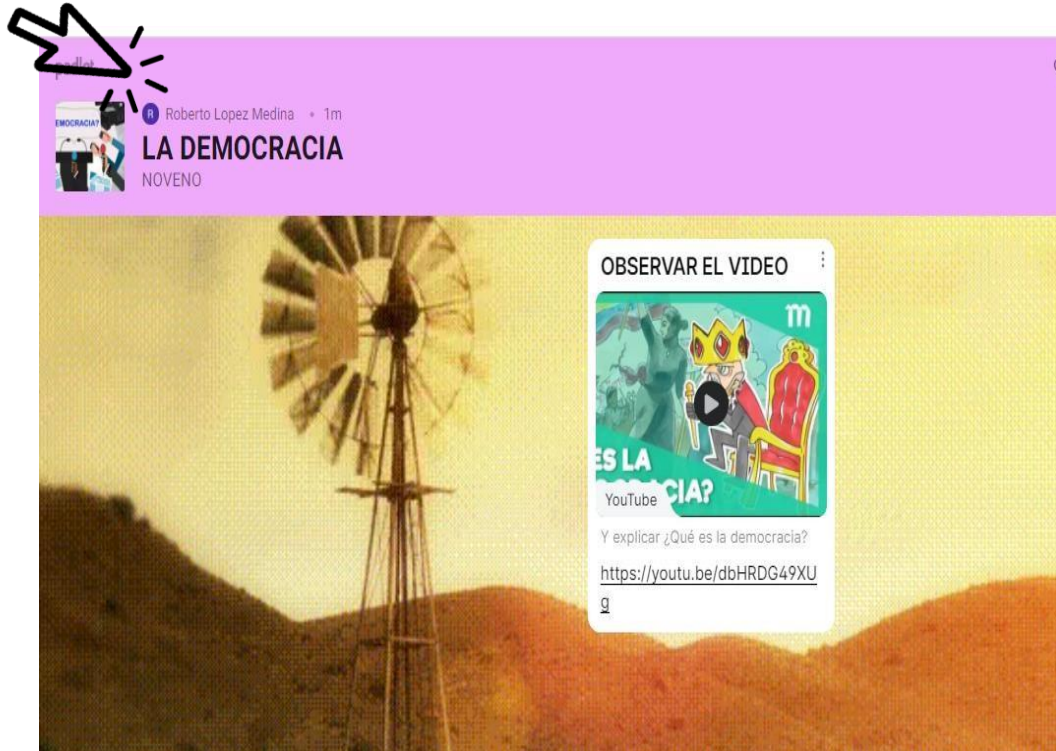 padlet
R Roberto Lopez Medina • 1m
EMOCRACIA?
LA DEMOCRACIA
NOVENO
OBSERVAR EL VIDEO
m
ES LA
CIA?
YouTube
Y explicar ¿Qué es la democracia?
https://youtu.be/dbHRDG49XU
g